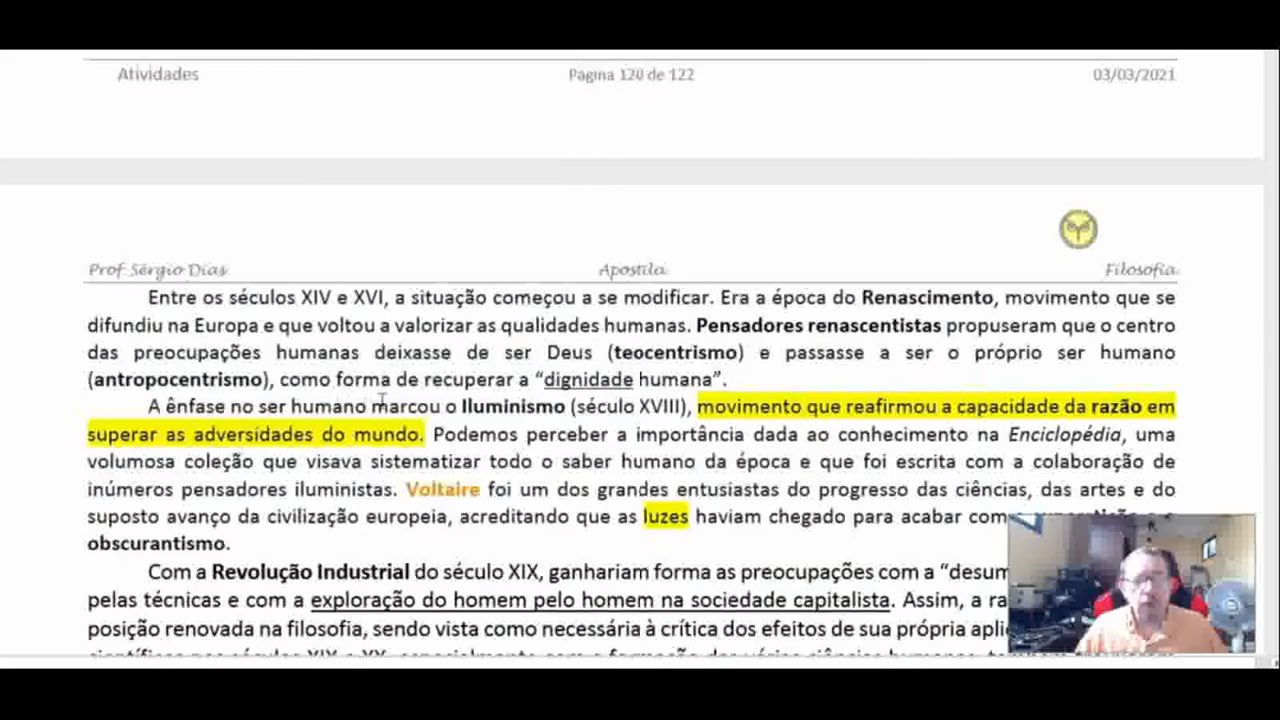 Atividades Página 120 de 122 03/03/2021
Prof. Sérgio Dias Apostila Filosofia
Entre os séculos XIV e XVI, a situação começou a se modificar. Era a época do Renascimento, movimento que se
difundiu na Europa e que voltou a valorizar as qualidades humanas. Pensadores renascentistas propuseram que o centro
das preocupações humanas deixasse de ser Deus (teocentrismo) e passasse a ser o próprio ser humano
(antropocentrismo), como forma de recuperar a “dignidade humana”.
A ênfase no ser humano marcou o Iluminismo (século XVIII), movimento que reafirmou a capacidade da razão em
superar as adversidades do mundo. Podemos perceber a importância dada ao conhecimento na Enciclopédia, uma
volumosa coleção que visava sistematizar todo o saber humano da época e que foi escrita com a colaboração de
inúmeros pensadores iluministas. Voltaire foi um dos grandes entusiastas do progresso das ciências, das artes e do
suposto avanço da civilização europeia, acreditando que as luzes haviam chegado para acabar com
obscurantismo.
Com a Revolução Industrial do século XIX, ganhariam forma as preocupações com a “desum
pelas técnicas e com a exploração do homem pelo homem na sociedade capitalista. Assim, a ra
posição renovada na filosofia, sendo vista como necessária à crítica dos efeitos de sua própria apli